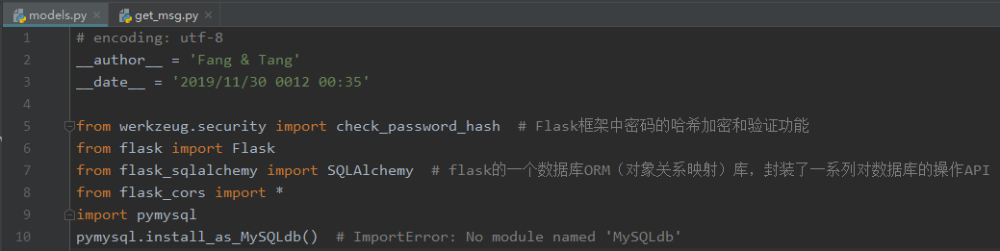 models.py get_msg.py
1 # encoding: utf-8
2 __author__ = 'Fang & Tang'
3 __date__ = '2019/11/30 0012 00:35'
4
5 from werkzeug.security import check_password_hash # Flask框架中密码的哈希加密和验证功能
6 from flask import Flask
7 from flask_sqlalchemy import SQLAlchemy # flask的一个数据库ORM（对象关系映射）库，封装了一系列对数据库的操作API
8 from flask_cors import *
9 import pymysql
10 pymysql.install_as_MySQLdb() # ImportError: No module named 'MySQLdb'